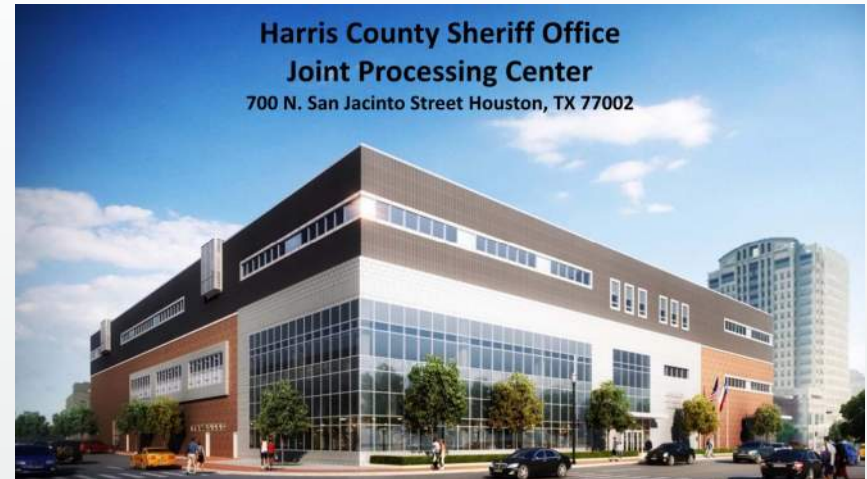 Harris County Sheriff Office
Joint Processing Center
700 N. San Jacinto Street Houston, TX 77002